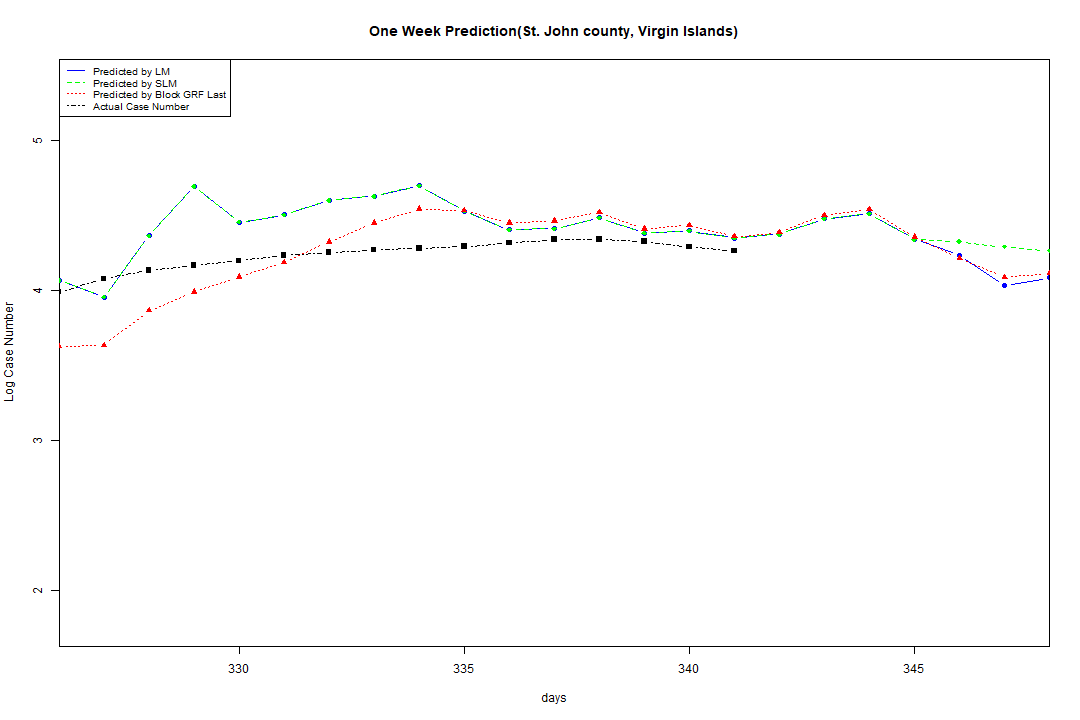 One Week Prediction(St. John county, Virgin Islands)
Predicted by LM
Predicted by SLM
Predicted by Block GRF Last
Actual Case Number
Log Case Number
5
4
3
2
330 335 340 345
days